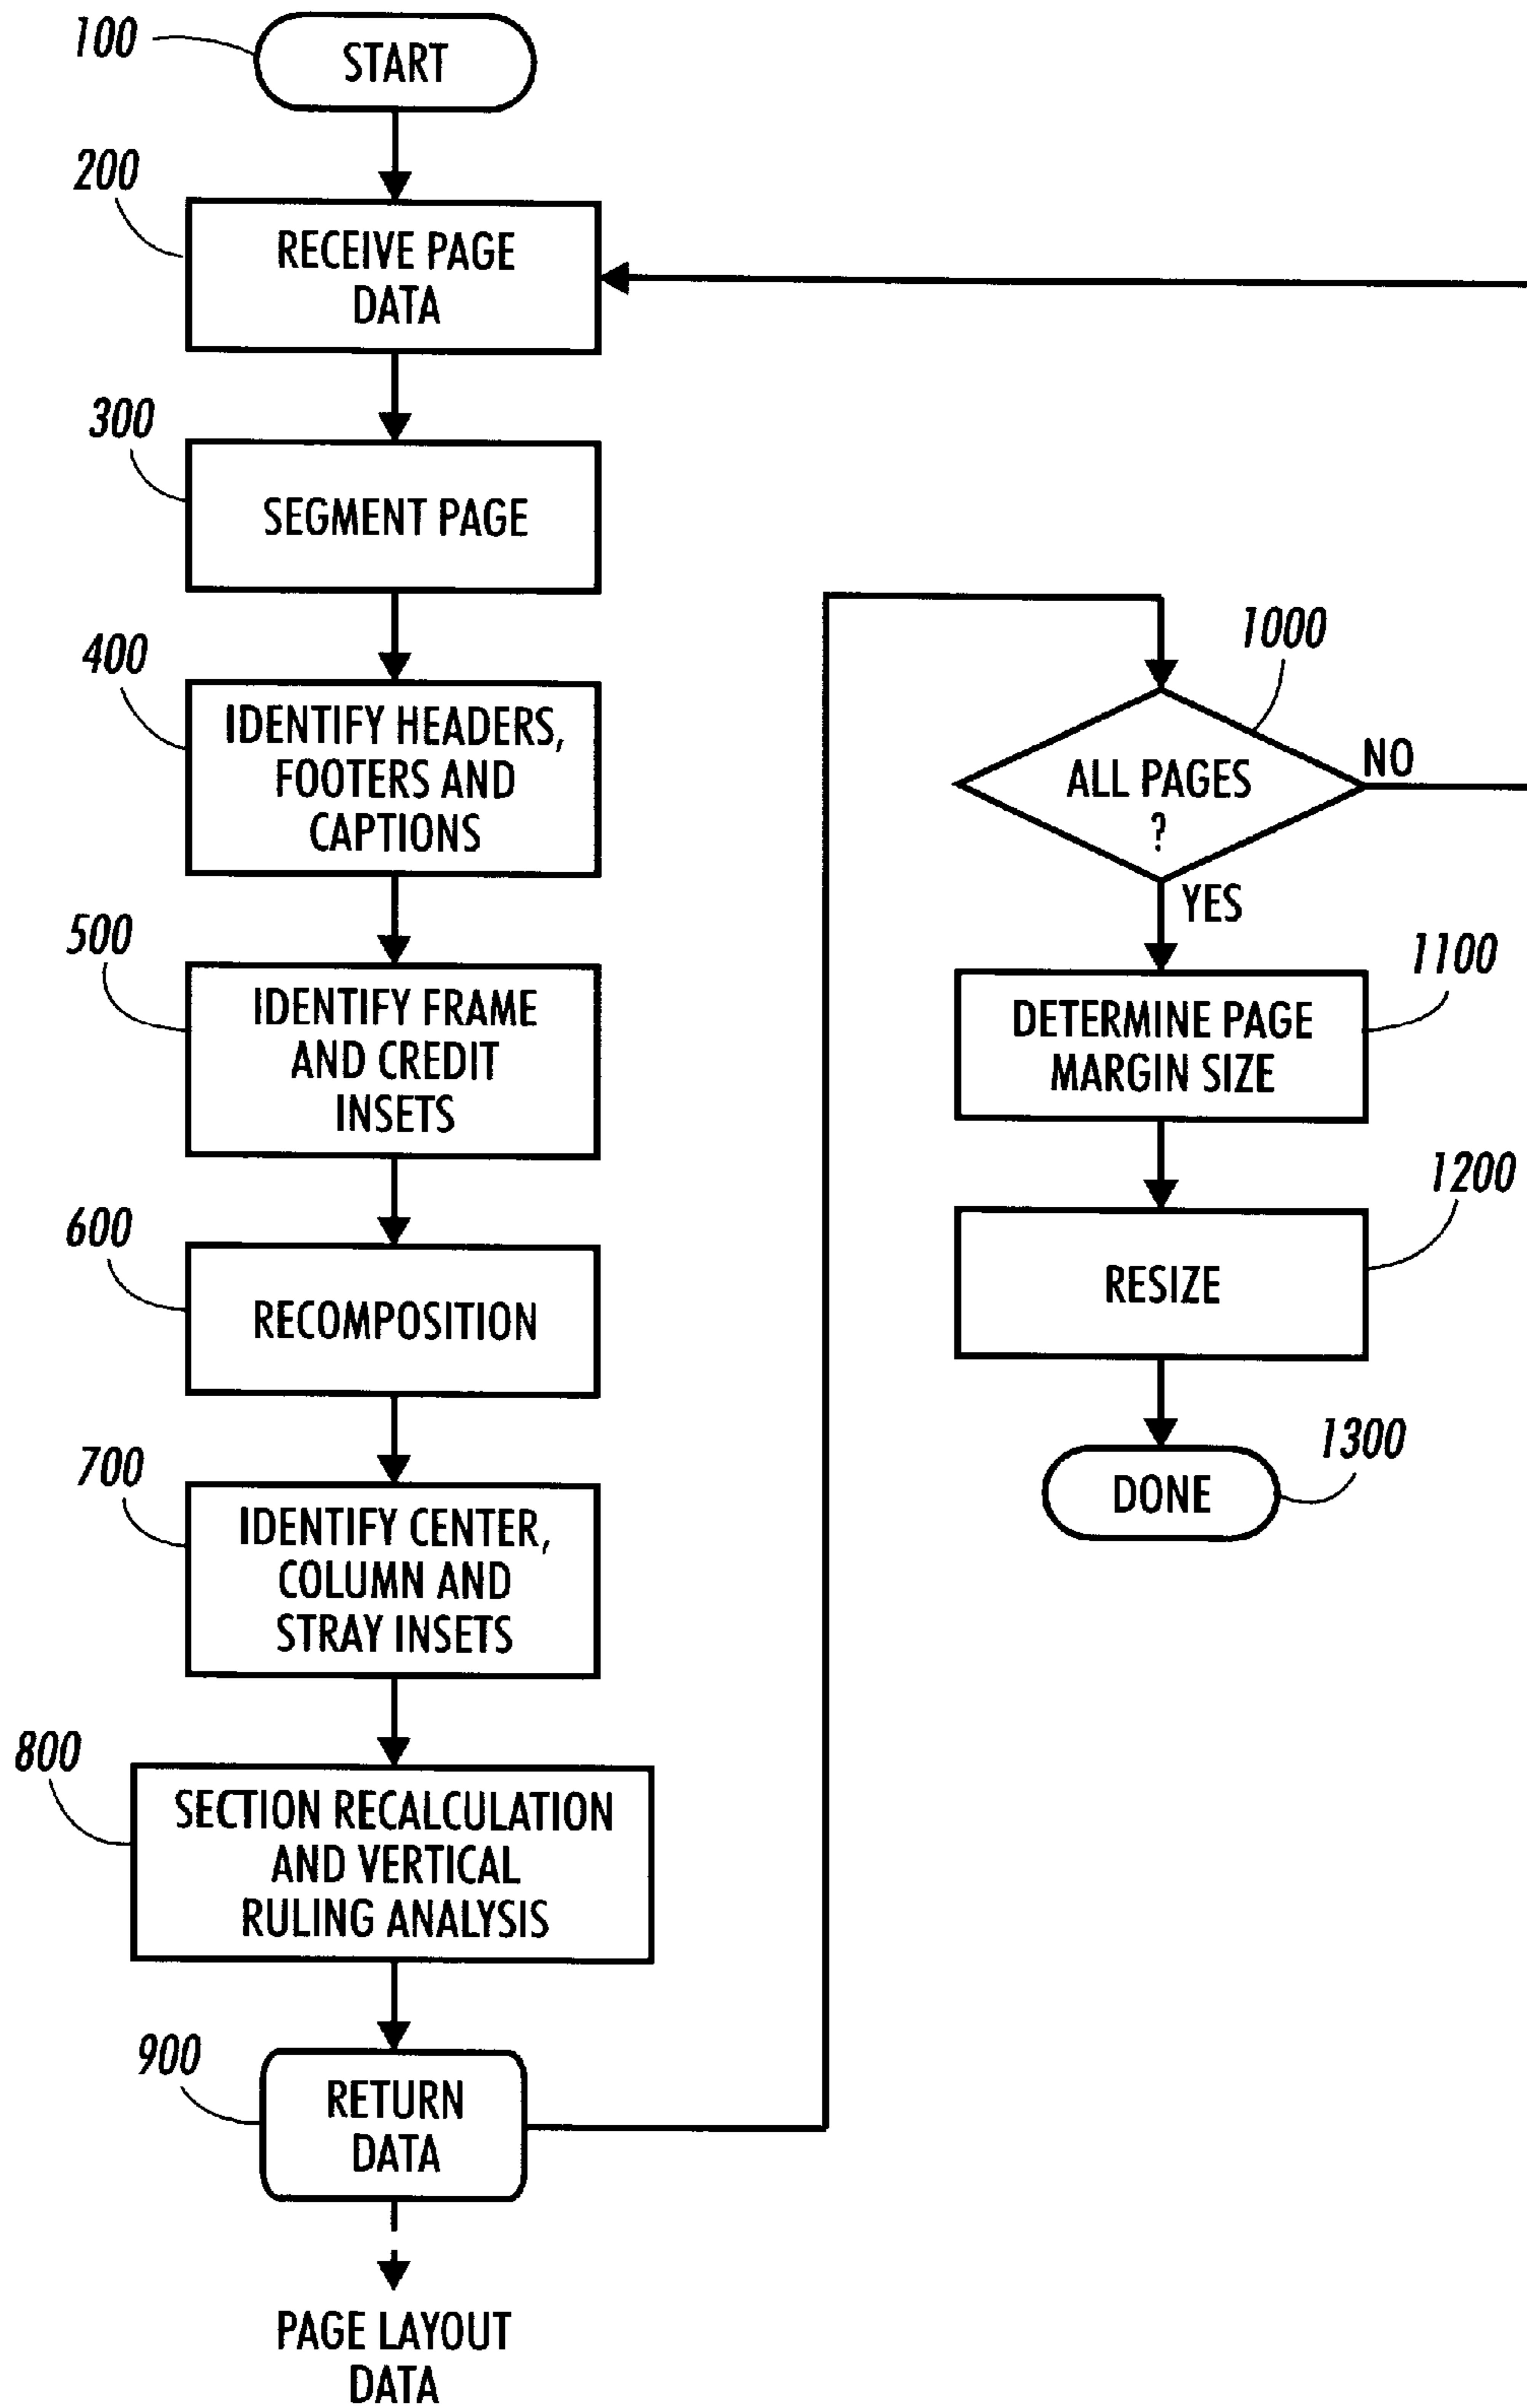 100
START
200
RECEIVE PAGE
DATA
300
SEGMENT PAGE
400
IDENTIFY HEADERS,
FOOTERS AND
CAPTIONS
500
IDENTIFY FRAME
AND CREDIT
INSETS
600
RECOMPOSITION
700
IDENTIFY CENTER,
COLUMN AND
STRAY INSETS
800
SECTION RECALCULATION
AND VERTICAL
RULING ANALYSIS
900
RETURN
DATA
PAGE LAYOUT
DATA
1000
ALL PAGES
?
NO
YES
1100
DETERMINE PAGE
MARGIN SIZE
1200
RESIZE
1300
DONE